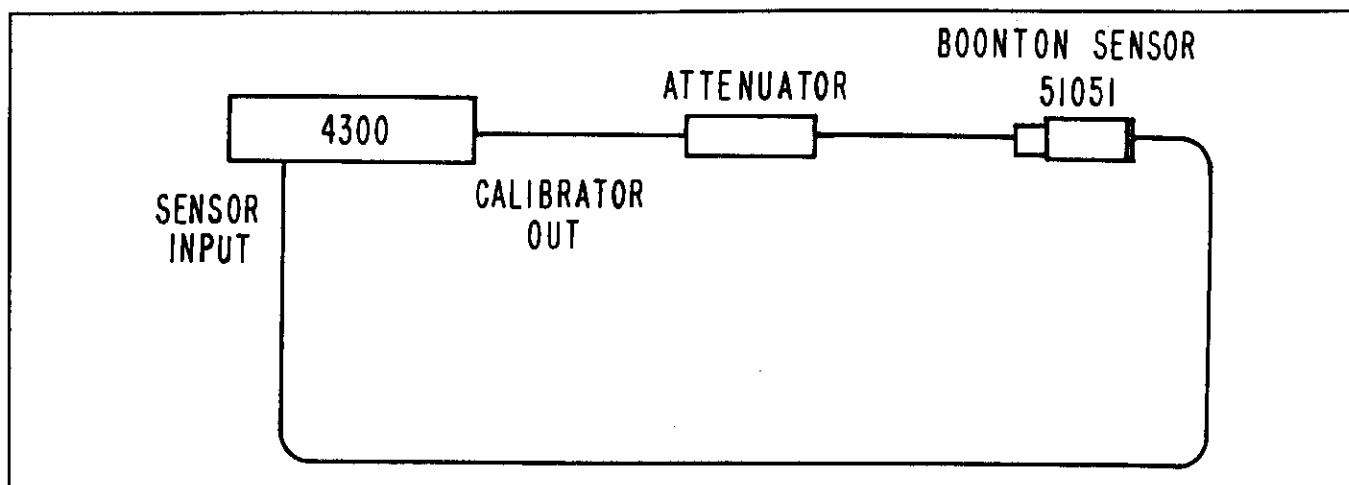 BOONTON SENSOR
51051
ATTENUATOR
4300
SENSOR
INPUT
CALIBRATOR
OUT